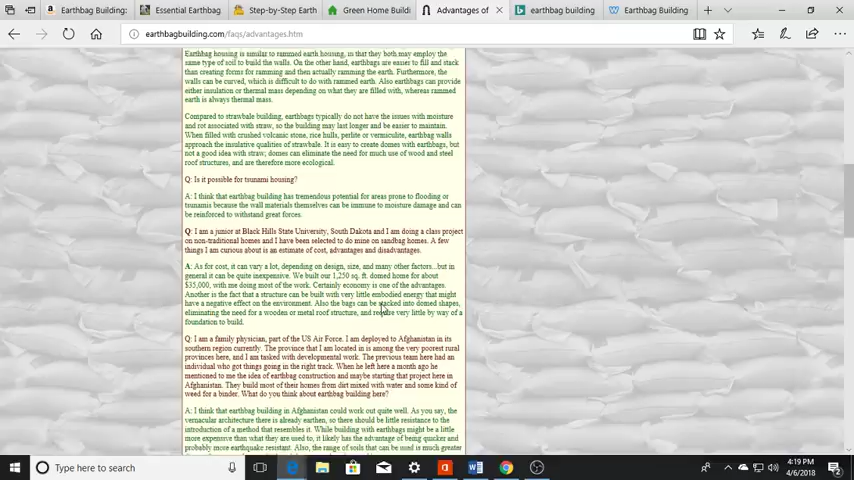 Earthbag Building:
Essential Earthbag
Step-by-Step Earth
Green Home Buildi
Advantages of
earthbag building
Earthbag Building
earthbagbuilding.com/faqs/advantages.htm
Earthbag housing is similar to rammed earth housing, is that they both may employ the
same type of soil to build the walls. On the other hand, earthbags are easier to fill and stack
than creating forms for ramming and then actually ramming the earth. Furthermore, the
walls can be curved, which is difficult to do with rammed earth. Also earthbags can provide
either insulation or thermal mass depending on what they are filled with, whereas rammed
earth is always thermal mass.
Compared to strawbale building, earthbags typically do not have the issues with moisture
and rot associated with straw, so the building may last longer and be easier to maintain.
When filled with crushed volcanic stone, rice hulls, perlite or vermiculite, earthbag walls
approach the insulative qualities of strawbale. It is easy to create domes with earthbags, but
not a good idea with straw; domes can eliminate the need for much use of wood and steel
roof structures, and are therefore more ecological.
Q: Is it possible for tsunami housing?
A: I think that earthbag building has tremendous potential for areas prone to flooding or
tsunamis because the wall materials themselves can be immune to moisture damage and can
be reinforced to withstand great forces.
Q: I am a junior at Black Hills State University, South Dakota and I am doing a class project
on non-traditional homes and I have been selected to do mine on sandbag homes. A few
things I am curious about is an estimate of cost, advantages and disadvantages.
A: As for cost, it can vary a lot, depending on design, size, and many other factors...but in
general it can be quite inexpensive. We built our 1,250 sq. ft. domed home for about
$35,000, with me doing most of the work. Certainly economy is one of the advantages.
Another is the fact that a structure can be built with very little embodied energy that might
have a negative effect on the environment. Also the bags can be stacked into domed shapes,
eliminating the need for a wooden or metal roof structure, and require very little by way of a
foundation to build.
Q: I am a family physician, part of the US Air Force. I am deployed to Afghanistan in its
southern region currently. The province that I am located in is among the very poorest rural
provinces here, and I am tasked with developmental work. The previous team here had an
individual who got things going in the right track. When he left here a month ago he
mentioned to me the idea of earthbag construction and maybe starting that project here in
Afghanistan. They build most of their homes from dirt mixed with water and some kind of
weed for a binder. What do you think about earthbag building here?
A: I think that earthbag building in Afghanistan could work out quite well. As you say, the
vernacular architecture there is already earthen, so there should be little resistance to the
introduction of a method that resembles it. While building with earthbags might be a little
more expensive than what they are used to, it likely has the advantage of being quicker and
probably more earthquake resistant. Also, the range of soils that can be used is much greater
Type here to search
4:19 PM
4/6/2018
2